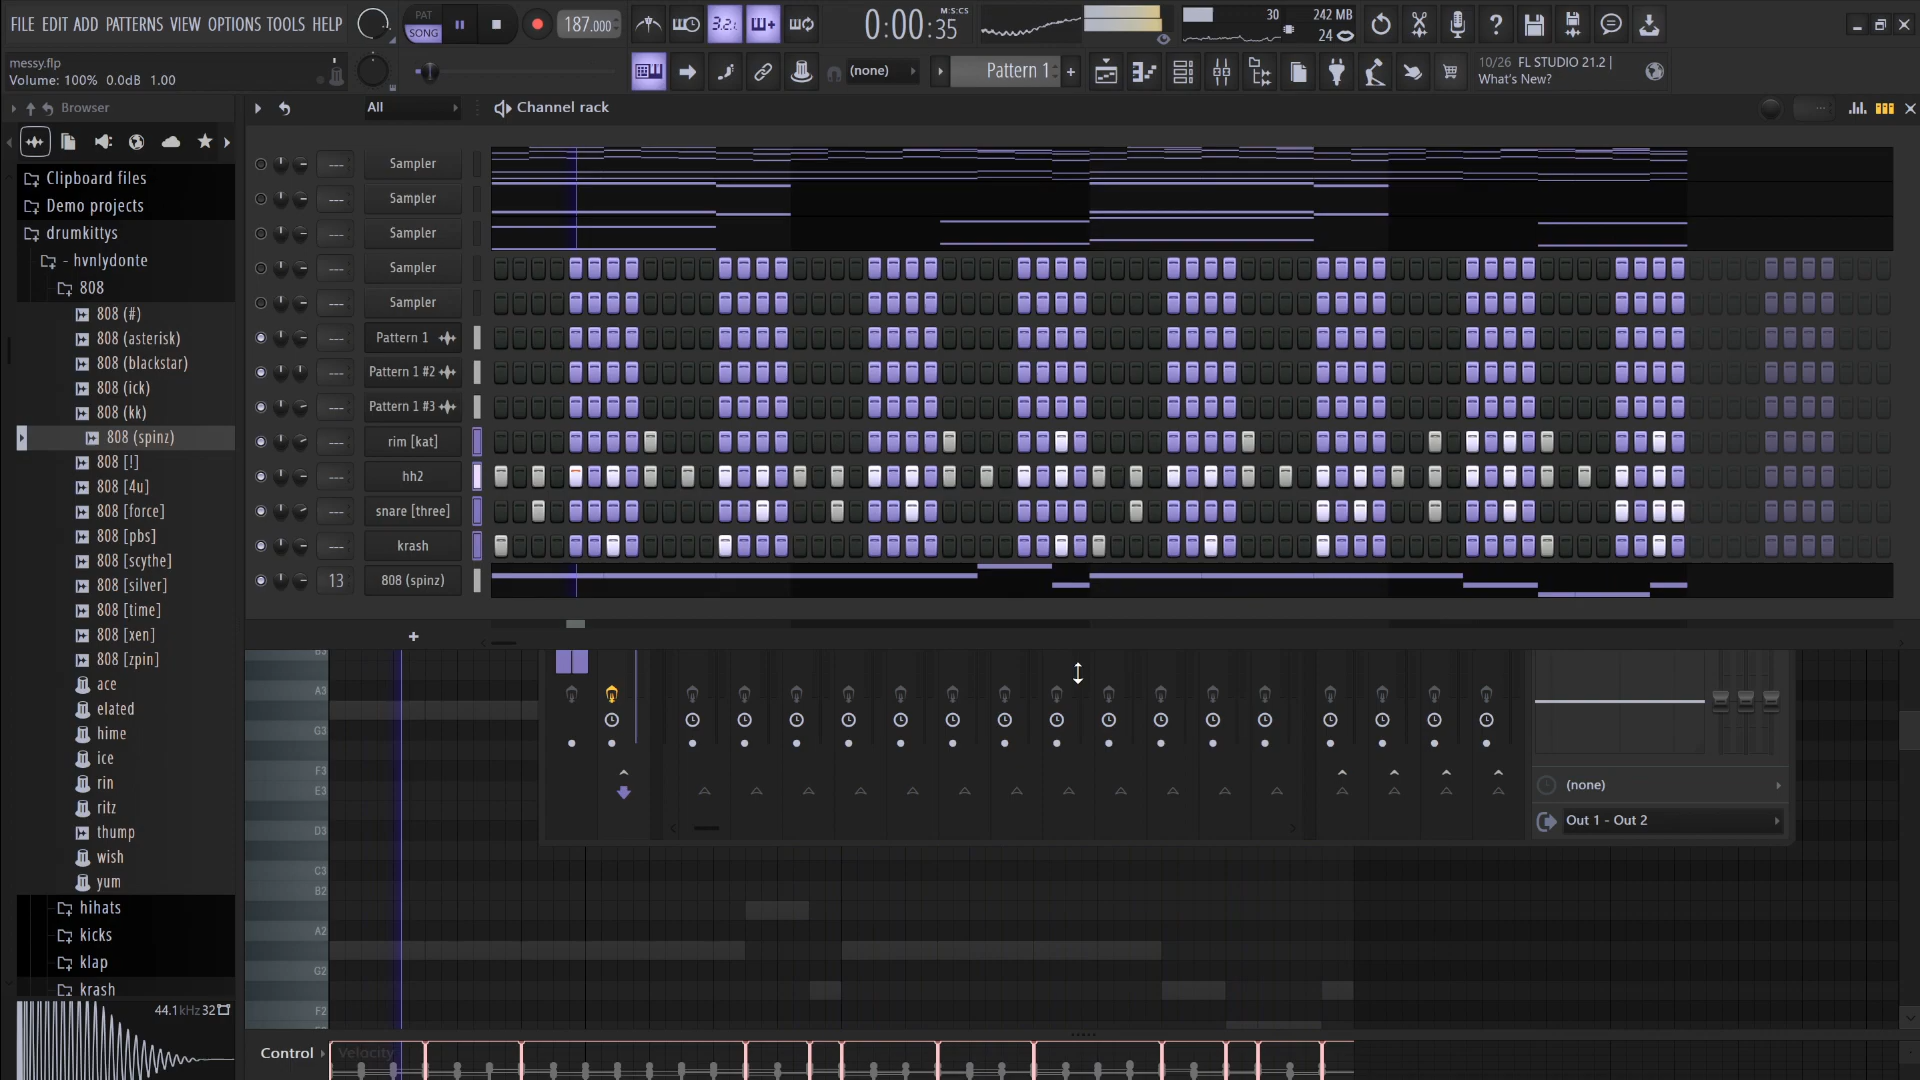 FILE EDIT ADD PATTERNS VIEW OPTIONS TOOLS HELP
PAT
SONG
187.000
3.2.
0:00:35
M:S:CS
30
242 MB
24
messy.flp
Volume: 100% 0.0dB 1.00
(none)
Pattern 1
10/26 FL STUDIO 21.2 |
What's New?
Browser
All
Channel rack
Clipboard files
Demo projects
drumkittys
- hvnlydonte
808
808 (#)
808 (asterisk)
808 (blackstar)
808 (ick)
808 (kk)
808 (spinz)
808 [!]
808 [4u]
808 [force]
808 [pbs]
808 [scythe]
808 [silver]
808 [time]
808 [xen]
808 [zpin]
ace
elated
hime
ice
rin
ritz
thump
wish
yum
hihats
kicks
klap
krash
44.1kHz 32
--- Sampler
--- Sampler
--- Sampler
--- Sampler
--- Sampler
--- Pattern 1
--- Pattern 1 #2
--- Pattern 1 #3
--- rim [kat]
--- hh2
--- snare [three]
--- krash
13 808 (spinz)
+
B3
A3
G3
F3
E3
D3
C3
B2
A2
G2
F2
(none)
Out 1 - Out 2
Control
Velocity